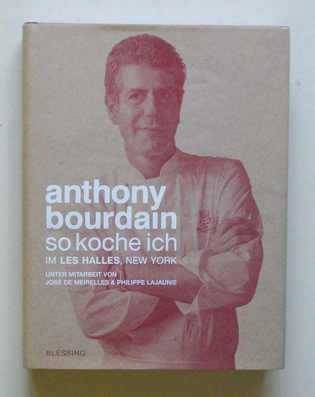 anthony
bourdain
so koche ich
IM LES HALLES, NEW YORK
UNTER MITARBEIT VON
JOSÉ DE MEIRELLES & PHILIPPE LAJAUNIE
BLESSING